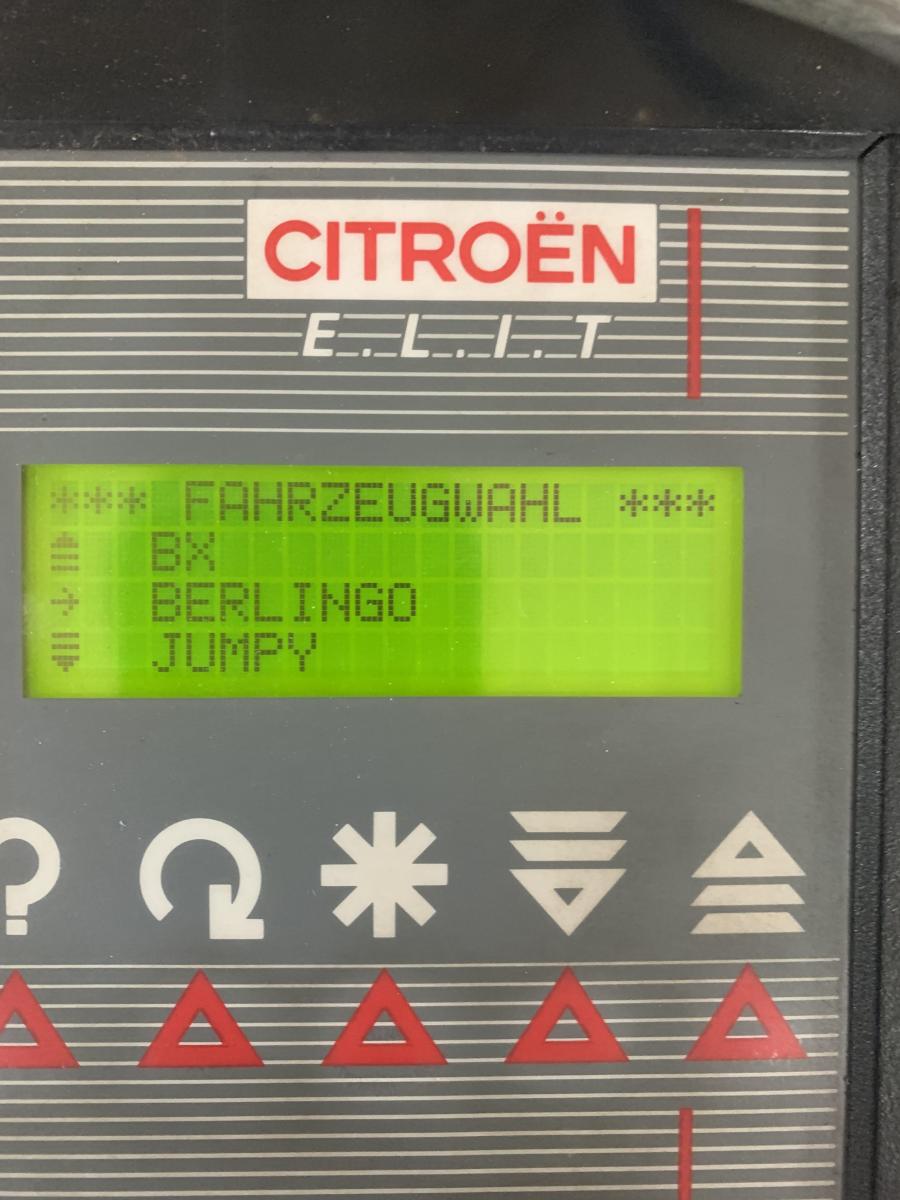 CITROËN
E.L.I.T
*** FAHRZEUGWAHL ***
BX
→ BERLINGO
JUMPY
?